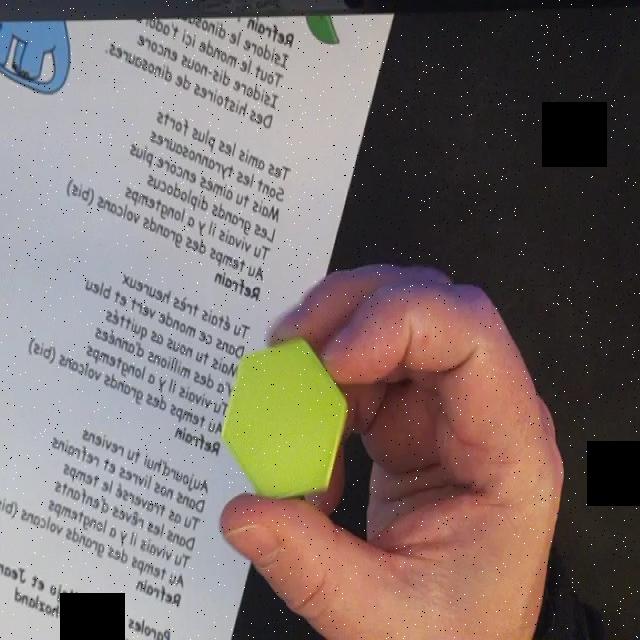 Refrain
Isidore le dinosaure
Tout le monde ici t'adore
Isidore dis-nous encore
Des histoires de dinosaures.
Tes amis les plus forts
Sont les tyrannosaures
Mais tu aimes encore plus
Les grands diplodocus
Tu vivais il y a longtemps
Au temps des grands volcans (bis)
Refrain
Tu étais très heureux
Dans ce monde vert et bleu
Mais tu nous as quittés
a des millions d'années
Tu vivais il y a longtemps
Au temps des grands volcans (bis)
Refrain
Aujourd'hui tu reviens
Dans nos livres et refrains
Tu as traversé le temps
Dans les rêves d'enfants
Tu vivais il y a longtemps
Au temps des grands volcans (bis)
Refrain
Paroles
et Jean